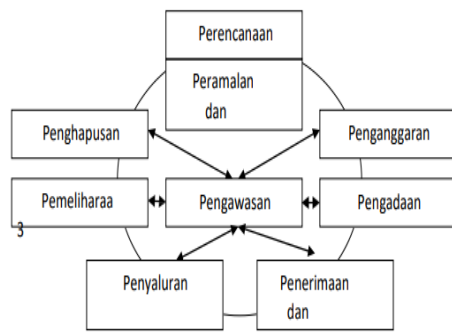 Perencanaan
Peramalan
dan
Penghapusan
Penganggaran
Pemeliharaa
Pengawasan
Pengadaan
3
Penyaluran
Penerimaan
dan